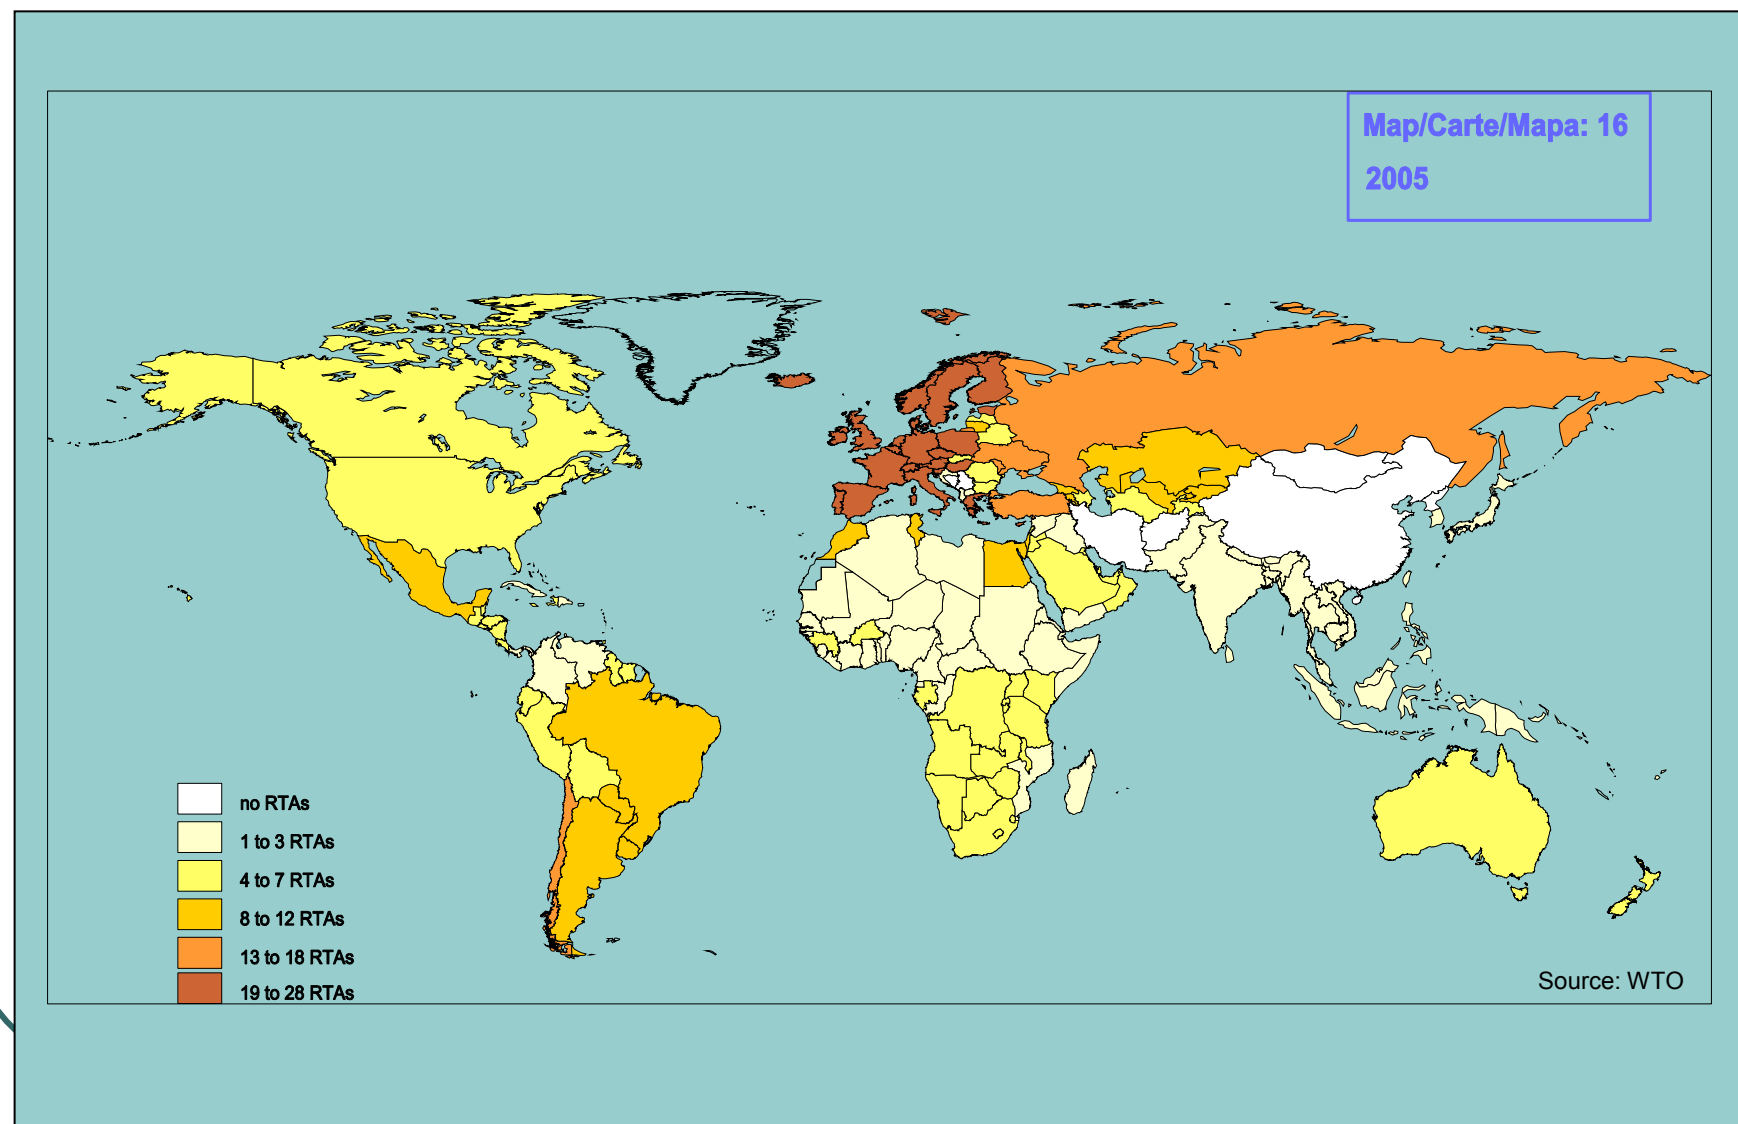 Map/Carte/Mapa: 16
2005
no RTAs
1 to 3 RTAs
4 to 7 RTAs
8 to 12 RTAs
13 to 18 RTAs
19 to 28 RTAs
Source: WTO